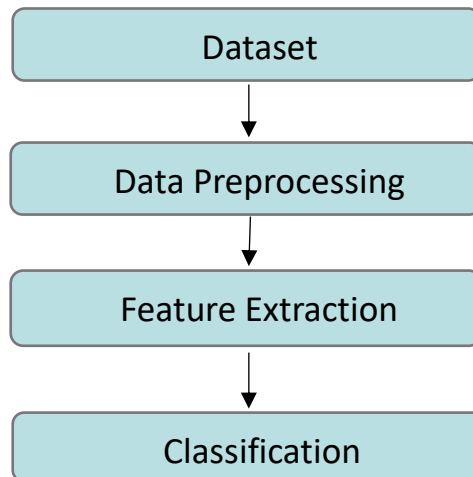 Dataset
Data Preprocessing
Feature Extraction
Classification